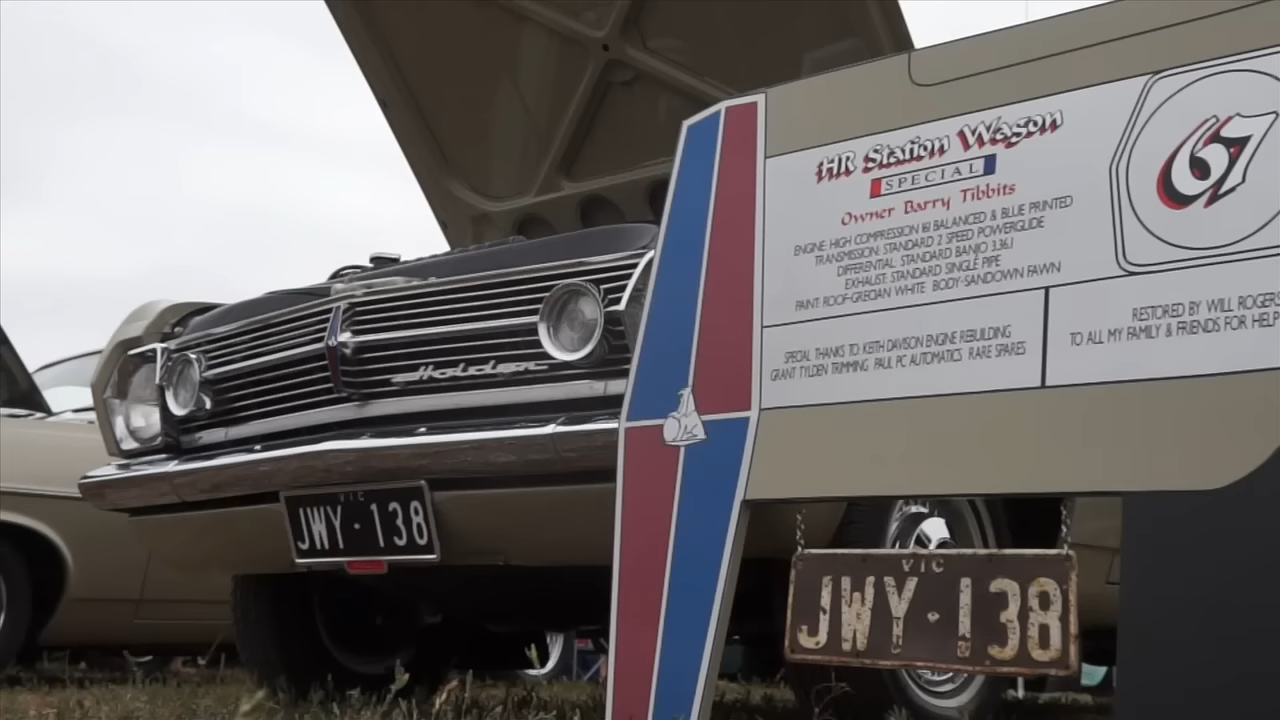 HR Station Wagon
SPECIAL
Owner Barry Tibbits
ENGINE: HIGH COMPRESSION 161 BALANCED & BLUE PRINTED
TRANSMISSION: STANDARD 2 SPEED POWERGLIDE
DIFFERENTIAL: STANDARD BANJO 3.36.1
EXHAUST: STANDARD SINGLE PIPE
PAINT: ROOF-GRECIAN WHITE BODY-SANDOWN FAWN
67
SPECIAL THANKS TO: KEITH DAVISON ENGINE REBUILDING
GRANT TYLDEN TRIMMING PAUL PC AUTOMATICS RARE SPARES
RESTORED BY WILL ROGERS
TO ALL MY FAMILY & FRIENDS FOR HELP
Holden
VIC
JWY·138
VIC
JWY·138